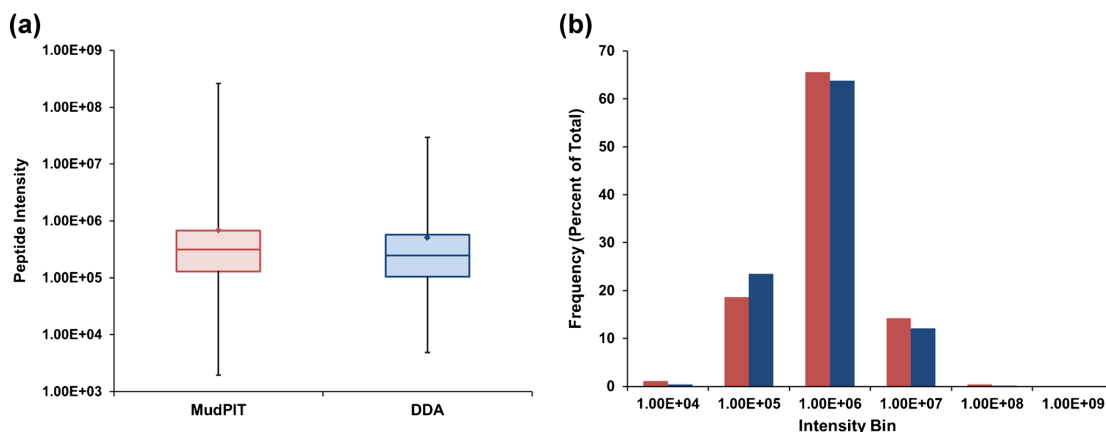 (a)
1.00E+09
1.00E+08
1.00E+07
1.00E+06
1.00E+05
1.00E+04
1.00E+03
Peptide Intensity
MudPIT DDA
(b)
70
60
50
40
30
20
10
0
Frequency (Percent of Total)
1.00E+04 1.00E+05 1.00E+06 1.00E+07 1.00E+08 1.00E+09
Intensity Bin